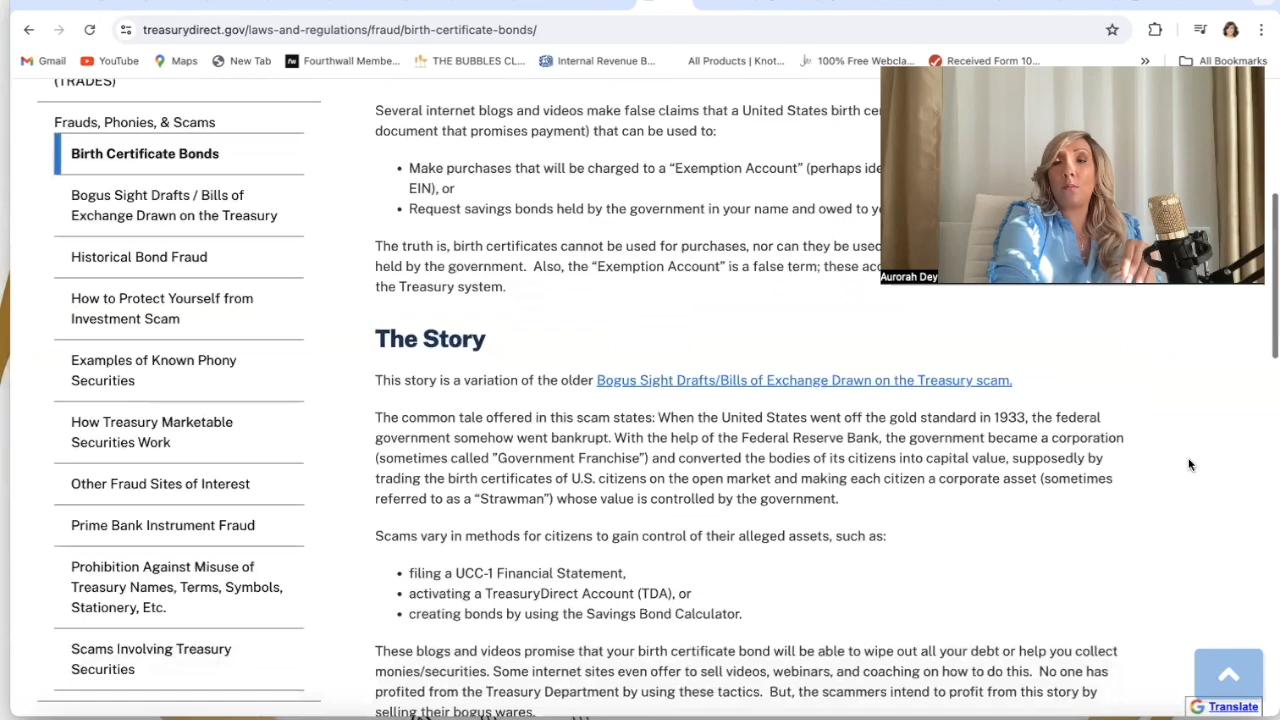 treasurydirect.gov/laws-and-regulations/fraud/birth-certificate-bonds/
Gmail
YouTube
Maps
New Tab
Fourthwall Membe...
THE BUBBLES CL...
Internal Revenue B...
All Products | Knot...
100% Free Webcla...
Received Form 10...
»
All Bookmarks
(TRADES)
Frauds, Phonies, & Scams
Birth Certificate Bonds
Bogus Sight Drafts / Bills of
Exchange Drawn on the Treasury
Historical Bond Fraud
How to Protect Yourself from
Investment Scam
Examples of Known Phony
Securities
How Treasury Marketable
Securities Work
Other Fraud Sites of Interest
Prime Bank Instrument Fraud
Prohibition Against Misuse of
Treasury Names, Terms, Symbols,
Stationery, Etc.
Scams Involving Treasury
Securities
Several internet blogs and videos make false claims that a United States birth
document that promises payment) that can be used to:
• Make purchases that will be charged to a “Exemption Account” (perhaps
EIN), or
• Request savings bonds held by the government in your name and owed to
The truth is, birth certificates cannot be used for purchases, nor can they be used
held by the government. Also, the “Exemption Account” is a false term; these
the Treasury system.
Aurorah Dey
The Story
This story is a variation of the older Bogus Sight Drafts/Bills of Exchange Drawn on the Treasury scam.
The common tale offered in this scam states: When the United States went off the gold standard in 1933, the federal
government somehow went bankrupt. With the help of the Federal Reserve Bank, the government became a corporation
(sometimes called ”Government Franchise”) and converted the bodies of its citizens into capital value, supposedly by
trading the birth certificates of U.S. citizens on the open market and making each citizen a corporate asset (sometimes
referred to as a “Strawman”) whose value is controlled by the government.
Scams vary in methods for citizens to gain control of their alleged assets, such as:
• filing a UCC-1 Financial Statement,
• activating a TreasuryDirect Account (TDA), or
• creating bonds by using the Savings Bond Calculator.
These blogs and videos promise that your birth certificate bond will be able to wipe out all your debt or help you collect
monies/securities. Some internet sites even offer to sell videos, webinars, and coaching on how to do this. No one has
profited from the Treasury Department by using these tactics. But, the scammers intend to profit from this story by
selling their bogus wares.
Translate